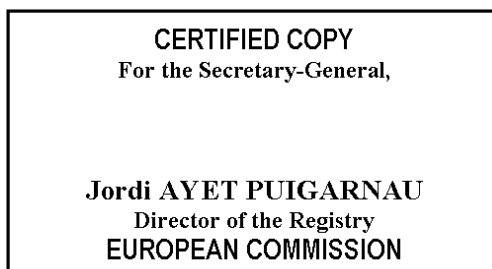 CERTIFIED COPY
For the Secretary-General,
Jordi AYET PUIGARNAU
Director of the Registry
EUROPEAN COMMISSION